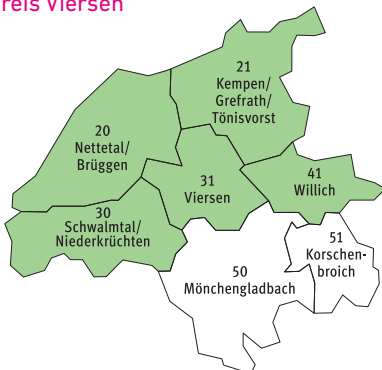 reis Viersen
21
Kempen/
Grefrath/
Tönisvorst
20
Nettetal/
Brüggen
41
Willich
31
Viersen
30
Schwalmtal/
Niederkrüchten
51
Korschen-
broich
50
Mönchengladbach